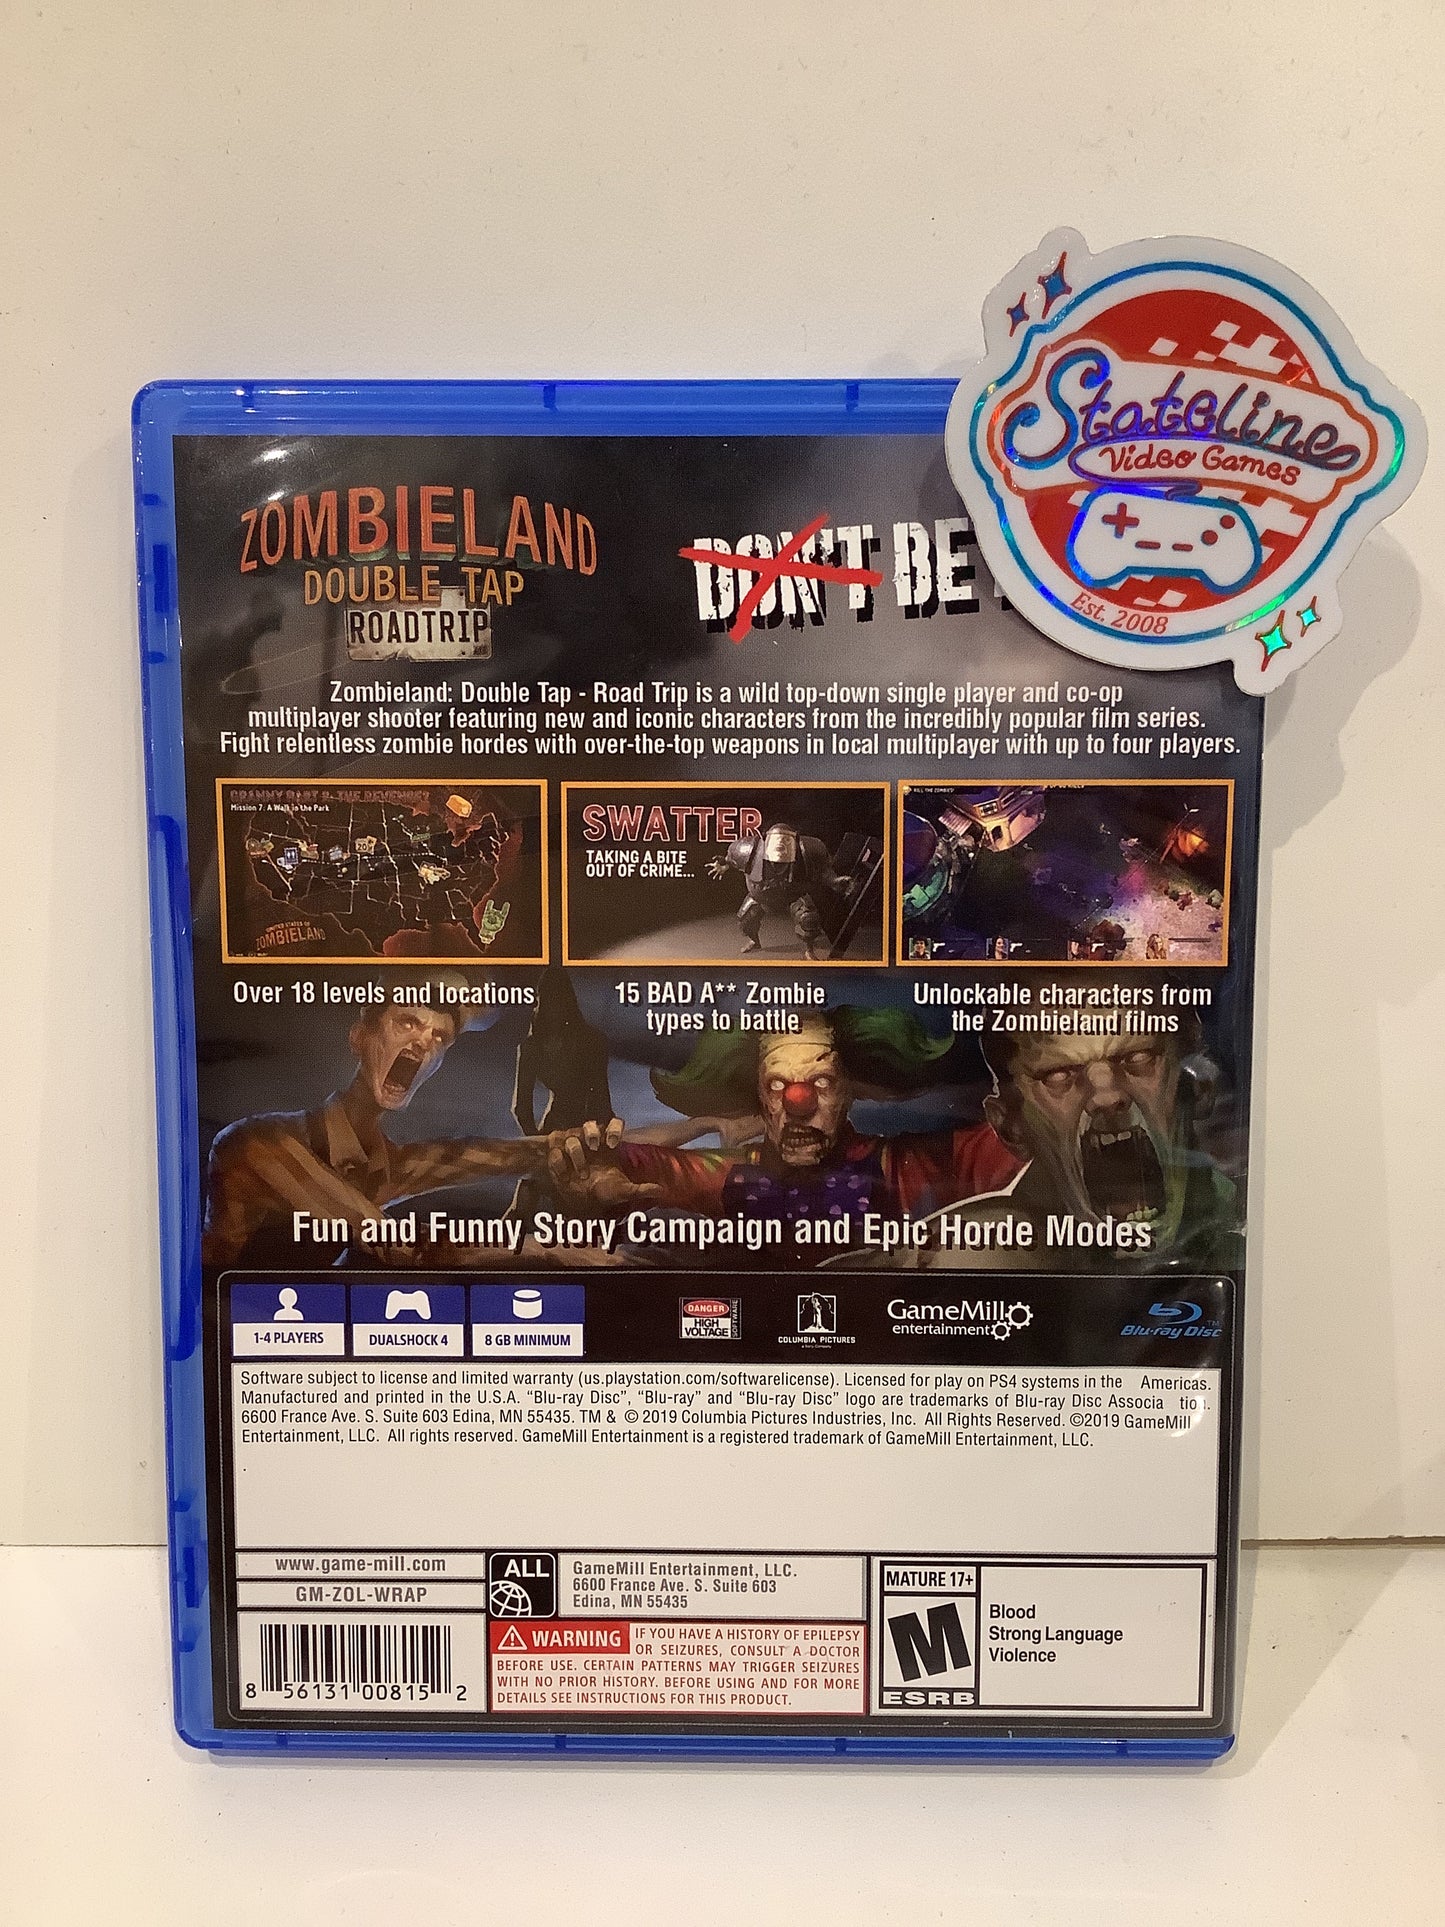 Stateline
Video Games
Est. 2008
ZOMBIELAND
DOUBLE TAP
ROADTRIP
DON'T BE
Zombieland: Double Tap - Road Trip is a wild top-down single player and co-op
multiplayer shooter featuring new and iconic characters from the incredibly popular film series.
Fight relentless zombie hordes with over-the-top weapons in local multiplayer with up to four players.
GRANNY PART 2: THE REVENGE?
Mission 7: A Walk in the Park
UNITED STATES OF
ZOMBIELAND
SWATTER
TAKING A BITE
OUT OF CRIME...
KILL THE ZOMBIES!
Over 18 levels and locations
15 BAD A** Zombie
types to battle
Unlockable characters from
the Zombieland films
Fun and Funny Story Campaign and Epic Horde Modes
1-4 PLAYERS
DUALSHOCK 4
8 GB MINIMUM
DANGER
HIGH
VOLTAGE
SOFTWARE
COLUMBIA PICTURES
a Sony Company
GameMill
entertainment
Blu-ray Disc™
Software subject to license and limited warranty (us.playstation.com/softwarelicense). Licensed for play on PS4 systems in the Americas.
Manufactured and printed in the U.S.A. “Blu-ray Disc”, “Blu-ray” and “Blu-ray Disc” logo are trademarks of Blu-ray Disc Associa tion.
6600 France Ave. S. Suite 603 Edina, MN 55435. TM & © 2019 Columbia Pictures Industries, Inc. All Rights Reserved. ©2019 GameMill
Entertainment, LLC. All rights reserved. GameMill Entertainment is a registered trademark of GameMill Entertainment, LLC.
www.game-mill.com
GM-ZOL-WRAP
8 56131 00815 2
ALL
GameMill Entertainment, LLC.
6600 France Ave. S. Suite 603
Edina, MN 55435
WARNING IF YOU HAVE A HISTORY OF EPILEPSY
OR SEIZURES, CONSULT A DOCTOR
BEFORE USE. CERTAIN PATTERNS MAY TRIGGER SEIZURES
WITH NO PRIOR HISTORY. BEFORE USING AND FOR MORE
DETAILS SEE INSTRUCTIONS FOR THIS PRODUCT.
MATURE 17+
M
ESRB
Blood
Strong Language
Violence